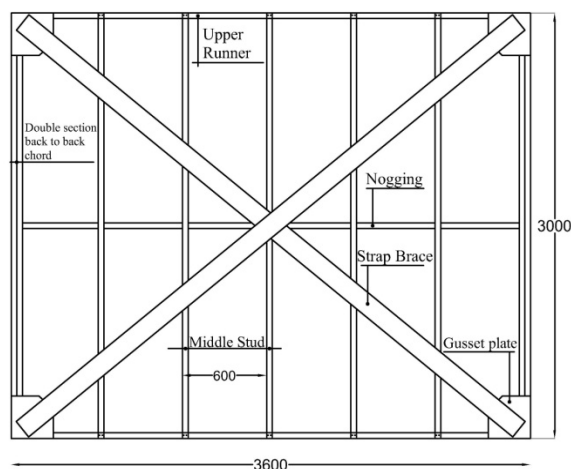 Upper
Runner
Double section
back to back
chord
Nogging
3000
Strap Brace
Middle Stud
Gusset plate
600
3600